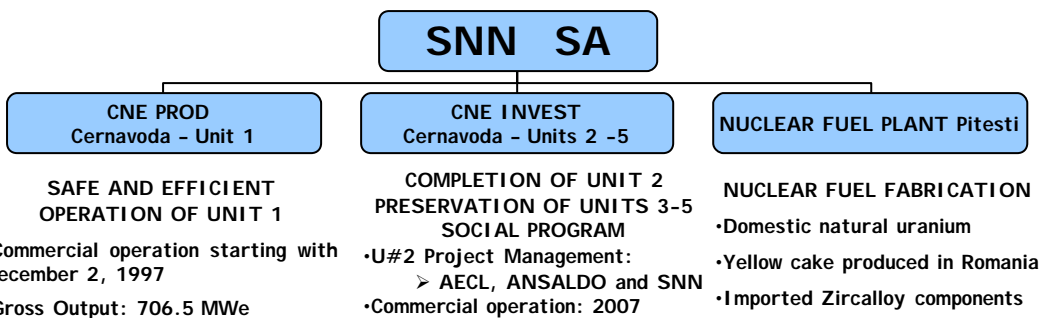 SNN SA
CNE PROD
Cernavoda – Unit 1
CNE INVEST
Cernavoda – Units 2 -5
NUCLEAR FUEL PLANT Pitesti
SAFE AND EFFICIENT
OPERATION OF UNIT 1
Commercial operation starting with
December 2, 1997
Gross Output: 706.5 MWe
COMPLETION OF UNIT 2
PRESERVATION OF UNITS 3-5
SOCIAL PROGRAM
•U#2 Project Management:
➢ AECL, ANSALDO and SNN
•Commercial operation: 2007
NUCLEAR FUEL FABRICATION
•Domestic natural uranium
•Yellow cake produced in Romania
•Imported Zircalloy components